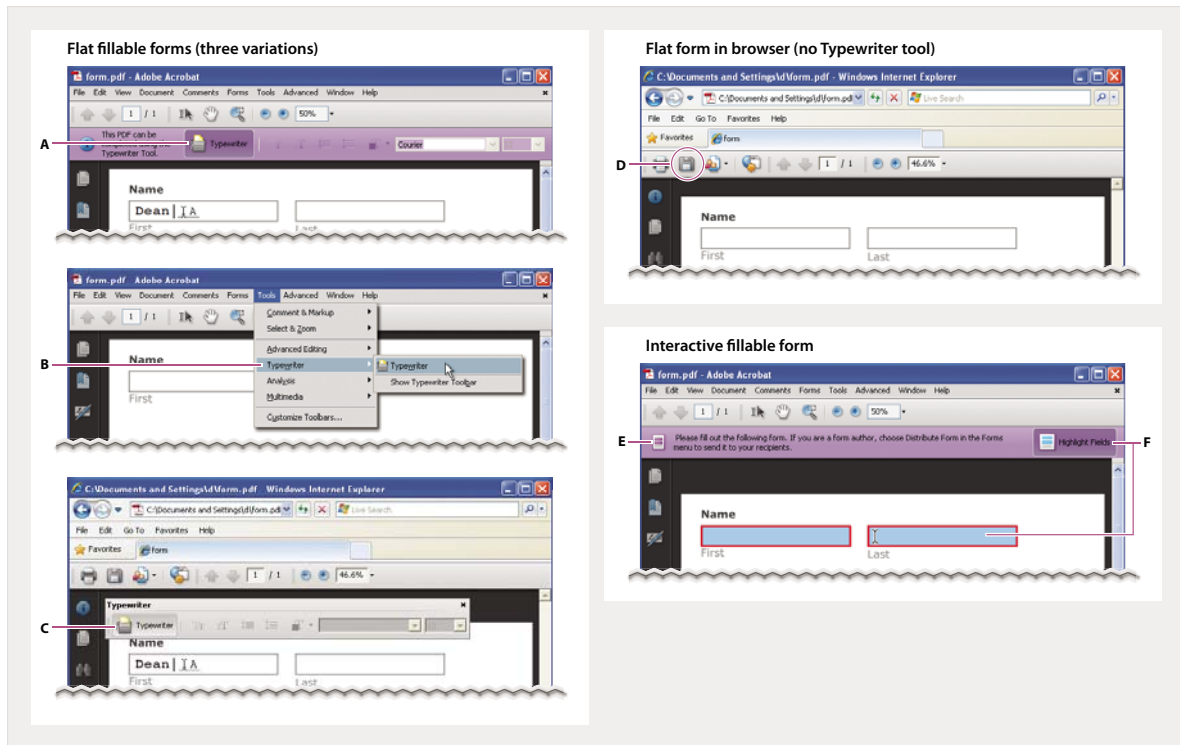 Flat fillable forms (three variations)
form.pdf - Adobe Acrobat
File Edit View Document Comments Forms Tools Advanced Window Help
1 / 1 50%
A
This PDF can be
Typewriter Tool.
Typewriter
Courier
Name
Dean
First Last
form.pdf Adobe Acrobat
File Edit View Document Comments Forms Tools Advanced Window Help
1 / 1
Comment & Markup
Select & Zoom
Advanced Editing
B
Typewriter
Typewriter
Analysis
Show Typewriter Toolbar
Multimedia
Customize Toolbars...
Name
First
C:\Documents and Settings\d\form.pdf Windows Internet Explorer
C:\Documents and Settings\d\form.pd
Live Search
File Edit Go To Favorites Help
Favorites form
1 / 1 46.6%
Typewriter
C
Typewriter
Name
Dean
First Last
Flat form in browser (no Typewriter tool)
C:\Documents and Settings\d\form.pdf - Windows Internet Explorer
C:\Documents and Settings\d\form.pd
Live Search
File Edit Go To Favorites Help
Favorites form
D
1 / 1 46.6%
Name
First Last
Interactive fillable form
form.pdf - Adobe Acrobat
File Edit View Document Comments Forms Tools Advanced Window Help
1 / 1 50%
E
Please fill out the following form. If you are a form author, choose Distribute Form in the Forms
menu to send it to your recipients.
Highlight Fields
F
Name
First Last